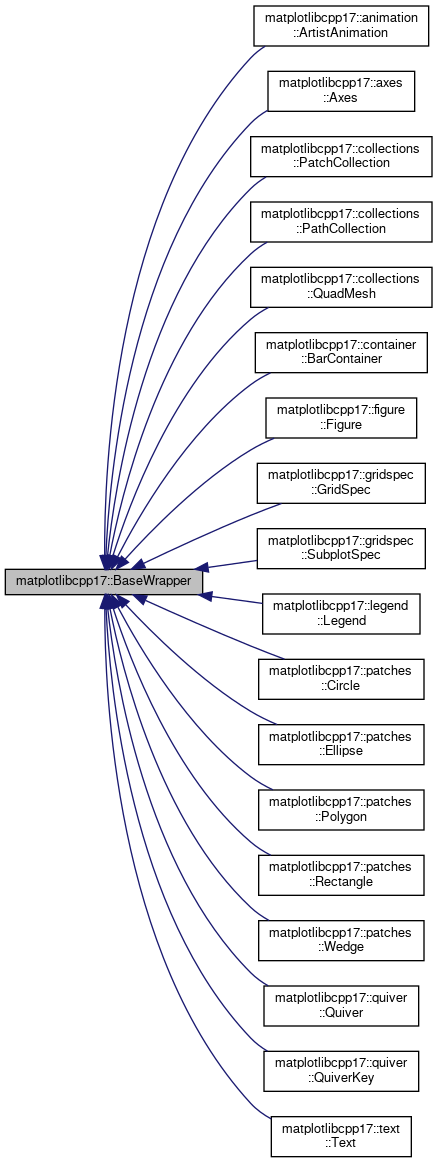 matplotlibcpp17::animation
::ArtistAnimation
matplotlibcpp17::axes
::Axes
matplotlibcpp17::collections
::PatchCollection
matplotlibcpp17::collections
::PathCollection
matplotlibcpp17::collections
::QuadMesh
matplotlibcpp17::container
::BarContainer
matplotlibcpp17::figure
::Figure
matplotlibcpp17::gridspec
::GridSpec
matplotlibcpp17::gridspec
::SubplotSpec
matplotlibcpp17::BaseWrapper
matplotlibcpp17::legend
::Legend
matplotlibcpp17::patches
::Circle
matplotlibcpp17::patches
::Ellipse
matplotlibcpp17::patches
::Polygon
matplotlibcpp17::patches
::Rectangle
matplotlibcpp17::patches
::Wedge
matplotlibcpp17::quiver
::Quiver
matplotlibcpp17::quiver
::QuiverKey
matplotlibcpp17::text
::Text